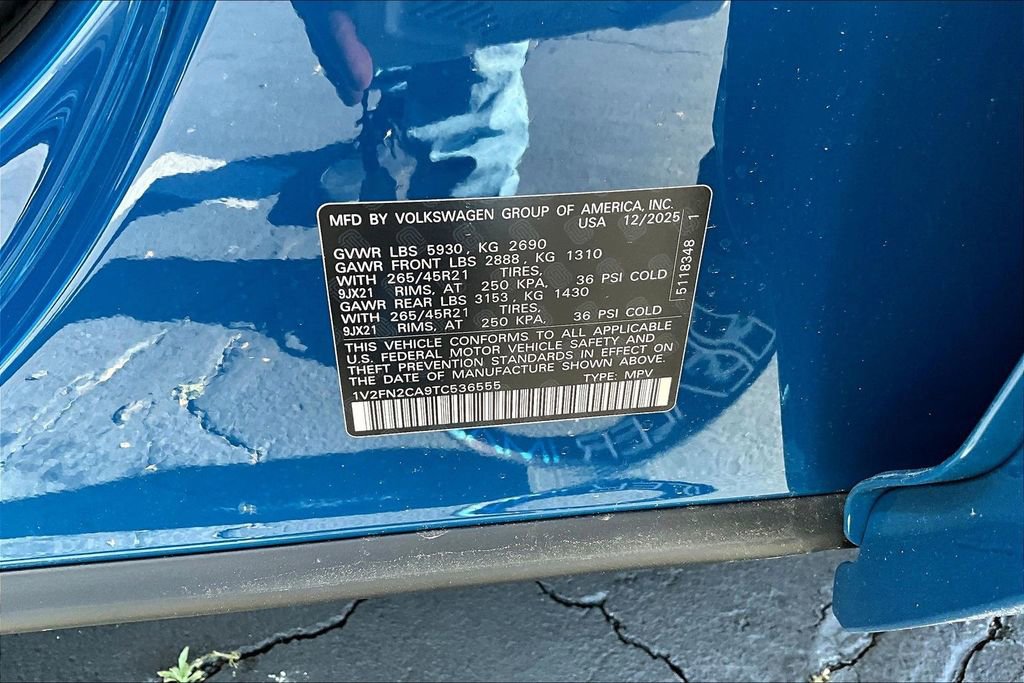 MFD BY VOLKSWAGEN GROUP OF AMERICA, INC.
USA 12/2025
GVWR LBS 5930, KG 2690
GAWR FRONT LBS 2888, KG 1310
WITH 265/45R21 TIRES,
9JX21 RIMS, AT 250 KPA, 36 PSI COLD
GAWR REAR LBS 3153, KG 1430
WITH 265/45R21 TIRES,
9JX21 RIMS, AT 250 KPA, 36 PSI COLD
THIS VEHICLE CONFORMS TO ALL APPLICABLE
U.S. FEDERAL MOTOR VEHICLE SAFETY AND
THEFT PREVENTION STANDARDS IN EFFECT ON
THE DATE OF MANUFACTURE SHOWN ABOVE.
1V2FN2CA9TC536555 TYPE: MPV
5118348 1